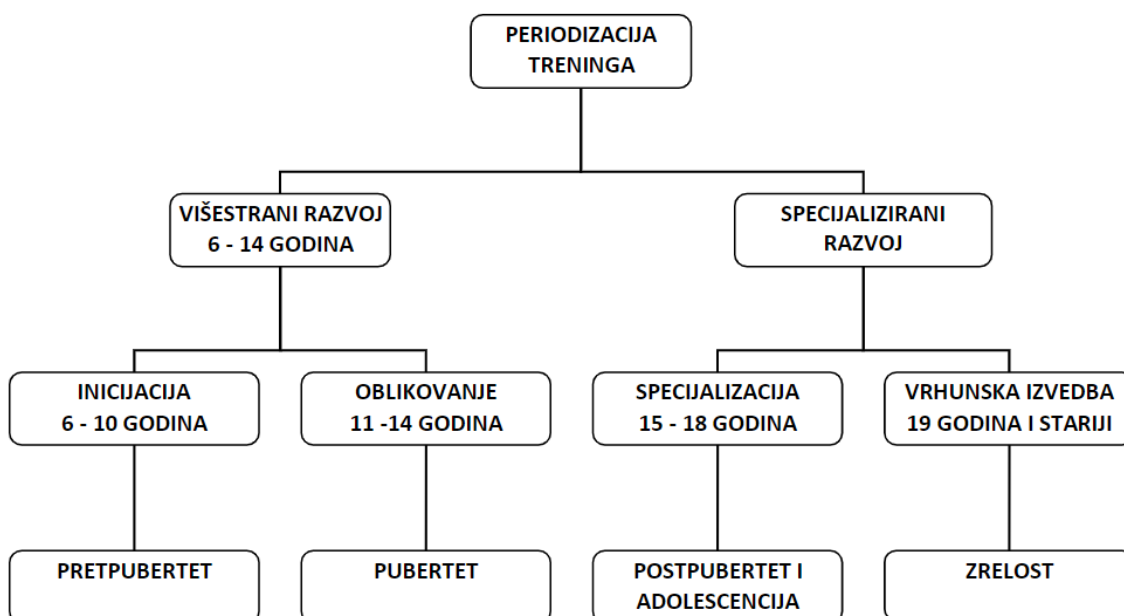 PERIODIZACIJA
TRENINGA
VIŠESTRANI RAZVOJ
6 - 14 GODINA
SPECIJALIZIRANI
RAZVOJ
INICIJACIJA
6 - 10 GODINA
OBLIKOVANJE
11 -14 GODINA
SPECIJALIZACIJA
15 - 18 GODINA
VRHUNSKA IZVEDBA
19 GODINA I STARIJI
PRETPUBERTET
PUBERTET
POSTPUBERTET I
ADOLESCENCIJA
ZRELOST